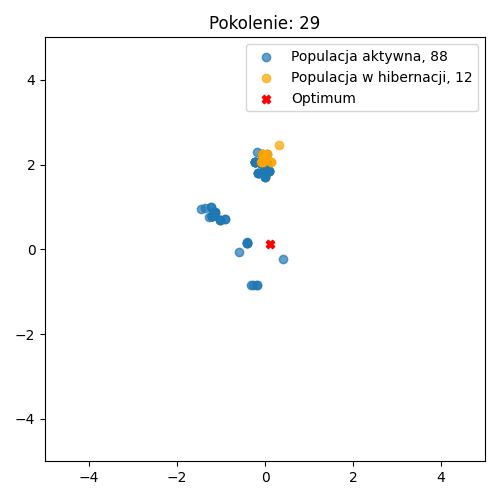 Pokolenie: 29
Populacja aktywna, 88
Populacja w hibernacji, 12
Optimum
4
2
0
−2
−4
−4
−2
0
2
4